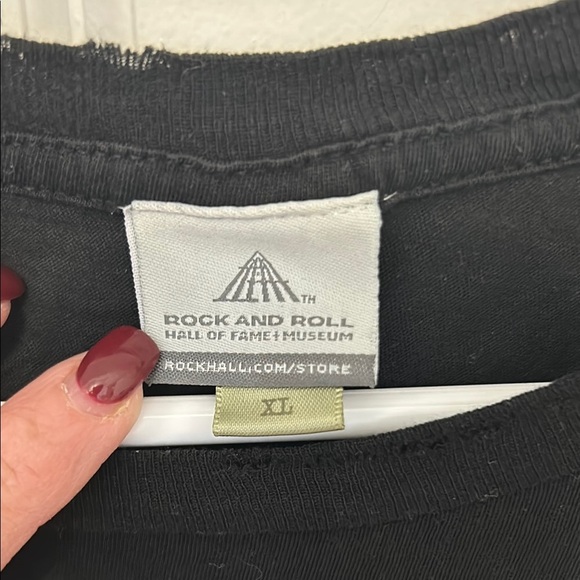 TM
ROCK AND ROLL
HALL OF FAME+MUSEUM
ROCKHALL.COM/STORE
XL